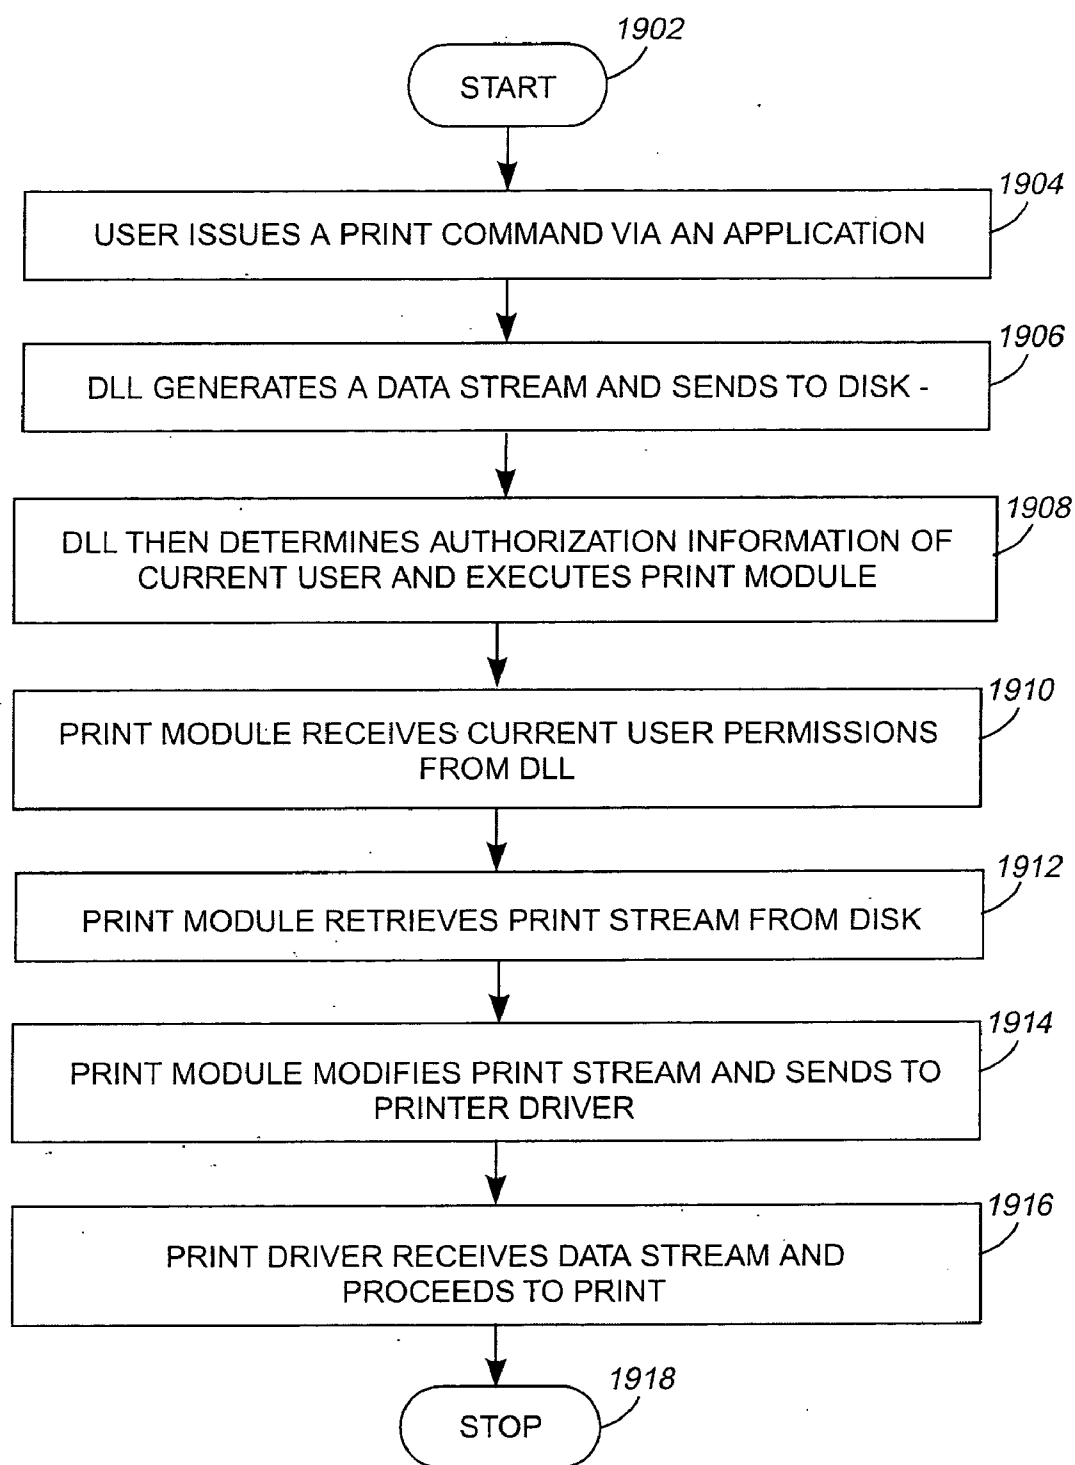 1902
START
1904
USER ISSUES A PRINT COMMAND VIA AN APPLICATION
1906
DLL GENERATES A DATA STREAM AND SENDS TO DISK -
1908
DLL THEN DETERMINES AUTHORIZATION INFORMATION OF
CURRENT USER AND EXECUTES PRINT MODULE
1910
PRINT MODULE RECEIVES CURRENT USER PERMISSIONS
FROM DLL
1912
PRINT MODULE RETRIEVES PRINT STREAM FROM DISK
1914
PRINT MODULE MODIFIES PRINT STREAM AND SENDS TO
PRINTER DRIVER
1916
PRINT DRIVER RECEIVES DATA STREAM AND
PROCEEDS TO PRINT
1918
STOP